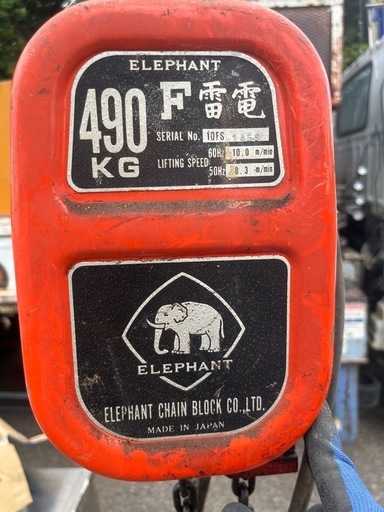 ELEPHANT
490
KG
F 雷電
SERIAL No. 10FS
LIFTING SPEED
60Hz 10.0 m/min
50Hz 8.3 m/min
ELEPHANT
ELEPHANT CHAIN BLOCK CO.,LTD.
MADE IN JAPAN